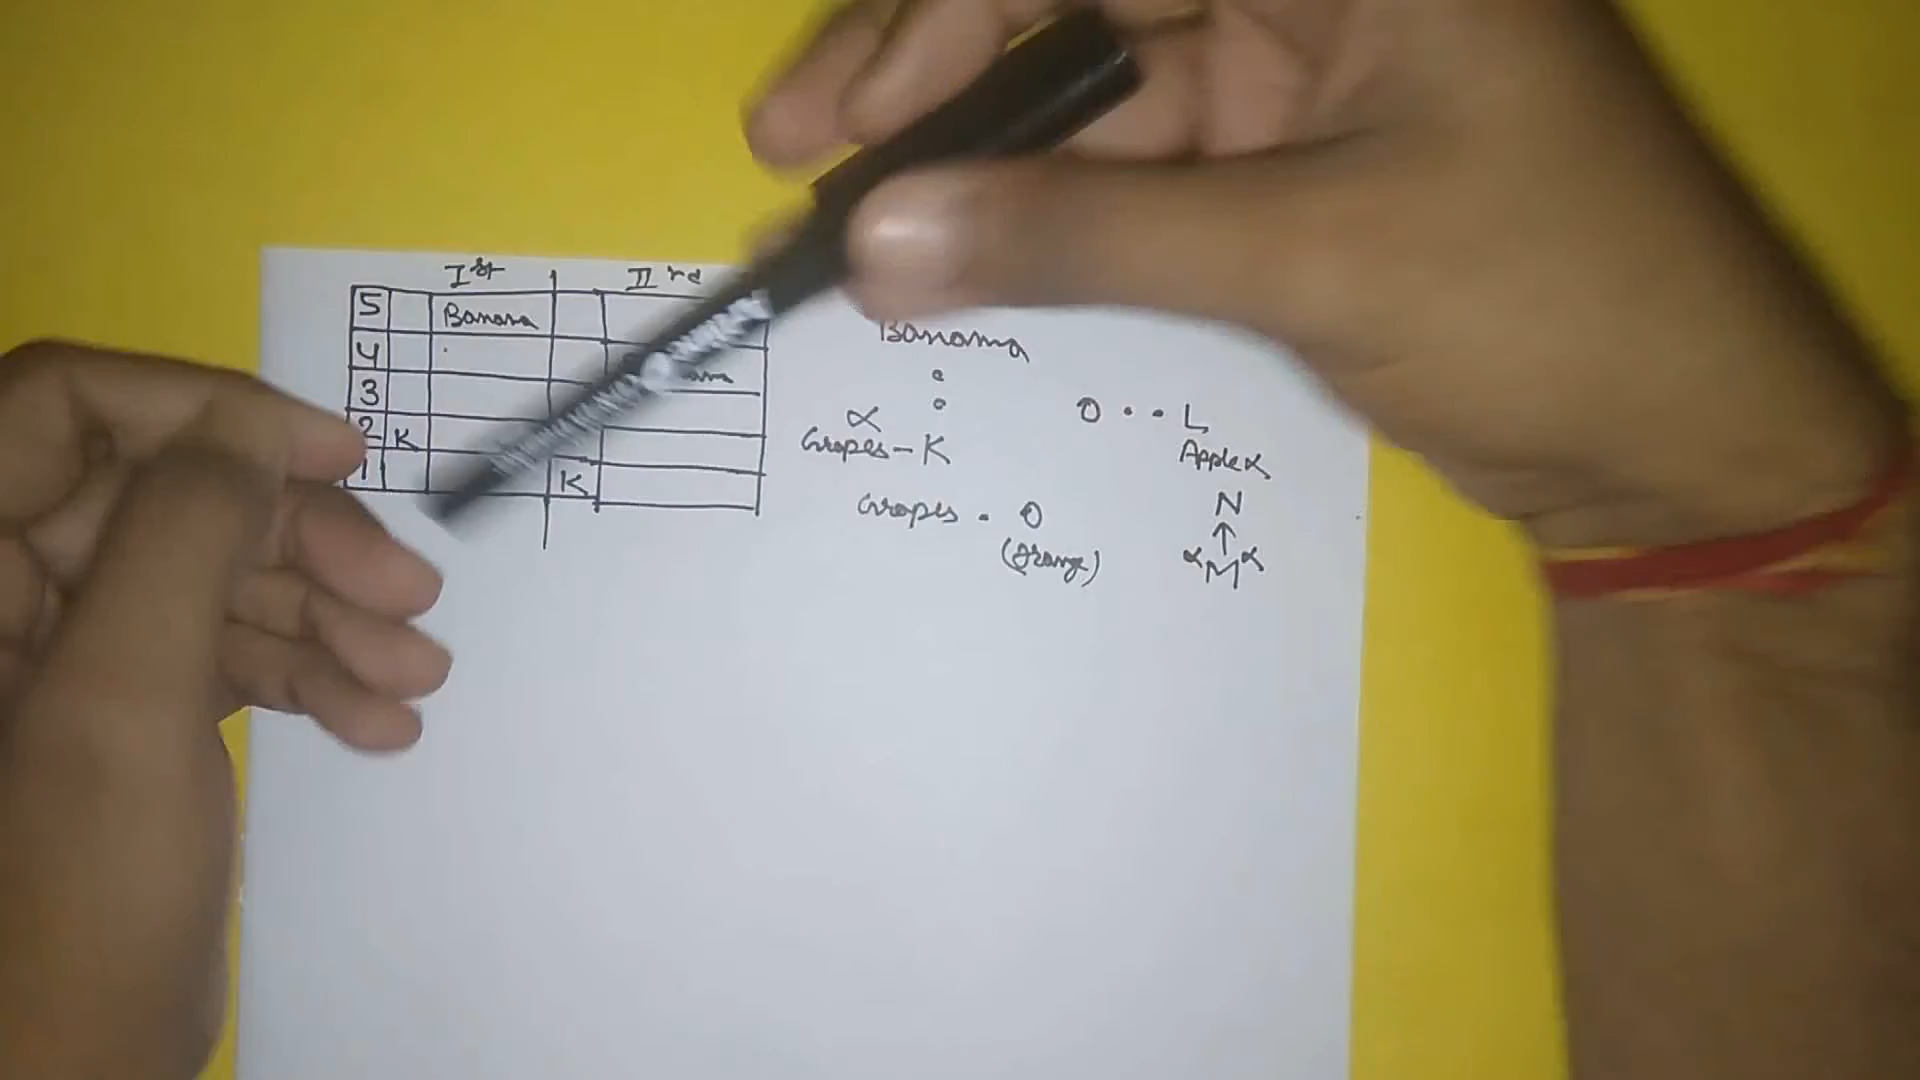 Ist IInd
5 Banana
4
3
2 K
1 K
Banana
∝ O . . L
Grapes - K Apple ∝
Grapes . O N
(Orange) ↑
∝ M ∝